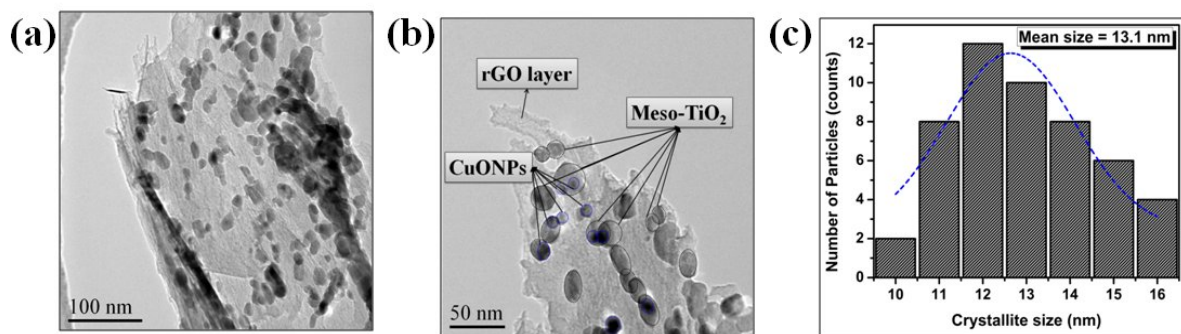 (a)
100 nm
(b)
rGO layer
Meso-TiO₂
CuONPs
50 nm
(c)
Mean size = 13.1 nm
Number of Particles (counts)
12
10
8
6
4
2
0
10 11 12 13 14 15 16
Crystallite size (nm)